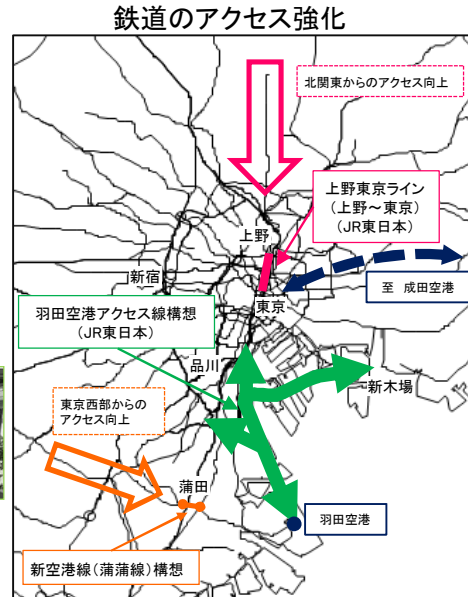 鉄道のアクセス強化
北関東からのアクセス向上
上野東京ライン
（上野～東京）
（JR東日本）
上野
新宿
東京
至 成田空港
羽田空港アクセス線構想
（JR東日本）
品川
新木場
東京西部からの
アクセス向上
蒲田
羽田空港
新空港線（蒲蒲線）構想